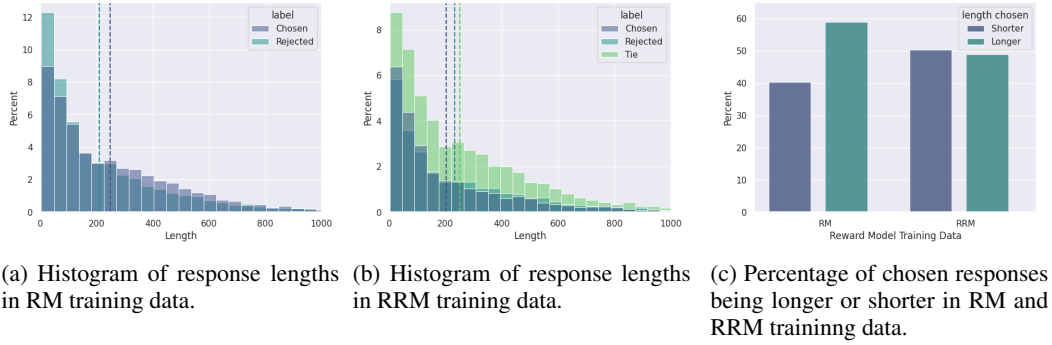 12
10
8
6
4
2
0
Percent
label
Chosen
Rejected
0
200
400
600
800
1000
Length
8
6
4
2
0
Percent
label
Chosen
Rejected
Tie
0
200
400
600
800
1000
Length
60
50
40
30
20
10
0
Percent
length chosen
Shorter
Longer
RM
RRM
Reward Model Training Data
(a) Histogram of response lengths
in RM training data.
(b) Histogram of response lengths
in RRM training data.
(c) Percentage of chosen responses
being longer or shorter in RM and
RRM traininng data.